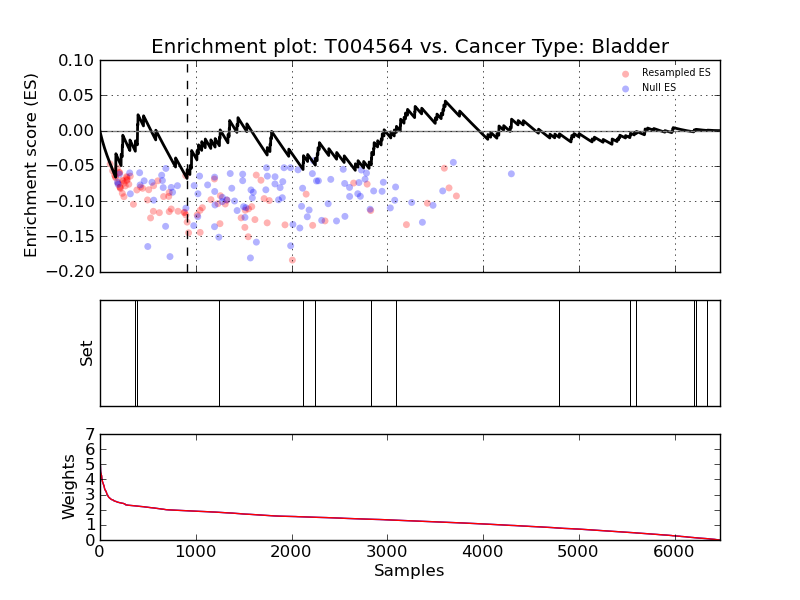 Enrichment plot: T004564 vs. Cancer Type: Bladder
Enrichment score (ES)
0.10
0.05
0.00
−0.05
−0.10
−0.15
−0.20
Resampled ES
Null ES
Set
Weights
7
6
5
4
3
2
1
0
0 1000 2000 3000 4000 5000 6000
Samples